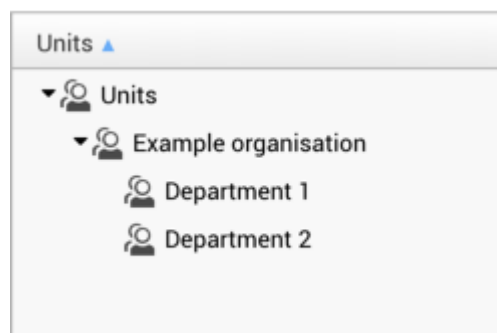 Units
Units
Example organisation
Department 1
Department 2